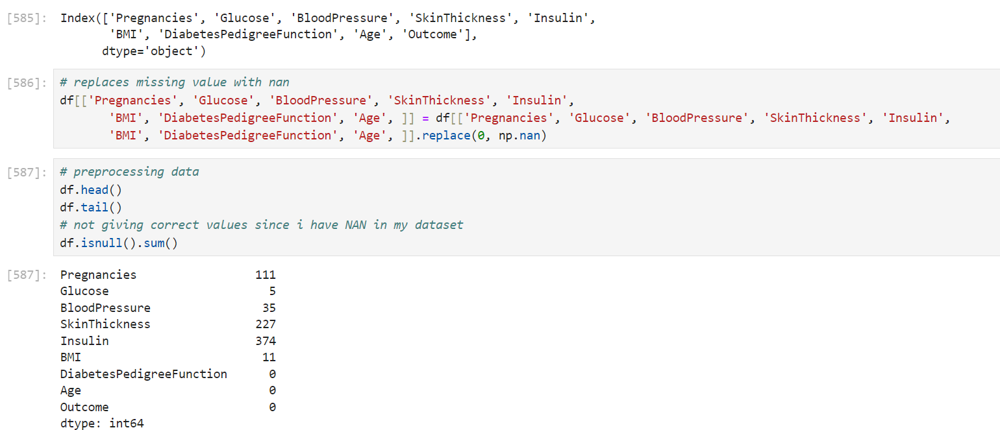 [585]: Index(['Pregnancies', 'Glucose', 'BloodPressure', 'SkinThickness', 'Insulin',
'BMI', 'DiabetesPedigreeFunction', 'Age', 'Outcome'],
dtype='object')
[586]: # replaces missing value with nan
df[['Pregnancies', 'Glucose', 'BloodPressure', 'SkinThickness', 'Insulin',
'BMI', 'DiabetesPedigreeFunction', 'Age', ]] = df[['Pregnancies', 'Glucose', 'BloodPressure', 'SkinThickness', 'Insulin',
'BMI', 'DiabetesPedigreeFunction', 'Age', ]].replace(0, np.nan)
[587]: # preprocessing data
df.head()
df.tail()
# not giving correct values since i have NAN in my dataset
df.isnull().sum()
[587]: Pregnancies 111
Glucose 5
BloodPressure 35
SkinThickness 227
Insulin 374
BMI 11
DiabetesPedigreeFunction 0
Age 0
Outcome 0
dtype: int64